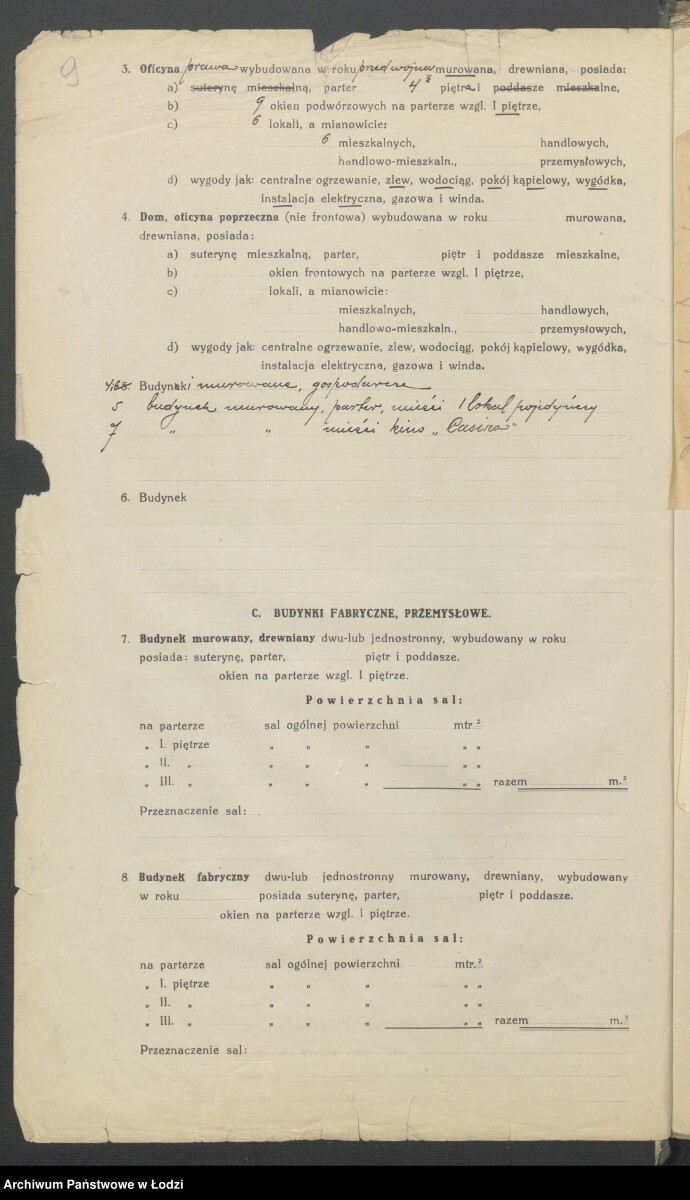 9
3. Oficyna prawa wybudowana w roku przed wojną murowana, drewniana, posiada:
a) suterynę mieszkalną, parter 4 piętra i poddasze mieszkalne,
b) 9 okien podwórzowych na parterze wzgl. I piętrze,
c) 6 lokali, a mianowicie:
6 mieszkalnych, handlowych,
handlowo-mieszkaln., przemysłowych,
d) wygody jak: centralne ogrzewanie, zlew, wodociąg, pokój kąpielowy, wygódka,
instalacja elektryczna, gazowa i winda.
4. Dom, oficyna poprzeczna (nie frontowa) wybudowana w roku murowana,
drewniana, posiada:
a) suterynę mieszkalną, parter, piętr i poddasze mieszkalne,
b) okien frontowych na parterze wzgl. I piętrze,
c) lokali, a mianowicie:
mieszkalnych, handlowych,
handlowo-mieszkaln., przemysłowych,
d) wygody jak: centralne ogrzewanie, zlew, wodociąg, pokój kąpielowy, wygódka,
instalacja elektryczna, gazowa i winda.
Budynki murowane, gospodarcze
5 budynek murowany, parter, mieści 1 lokal pojedyńczy
7 " " mieści kino „Casino"
6. Budynek
C. BUDYNKI FABRYCZNE, PRZEMYSŁOWE.
7. Budynek murowany, drewniany dwu-lub jednostronny, wybudowany w roku
posiada: suterynę, parter, piętr i poddasze.
okien na parterze wzgl. I piętrze.
Powierzchnia sal:
na parterze sal ogólnej powierzchni mtr.²
„ I. piętrze „ „ „ „ „
„ II. „ „ „ „ „ „
„ III. „ „ „ „ „ „ razem m.²
Przeznaczenie sal:
8 Budynek fabryczny dwu-lub jednostronny murowany, drewniany, wybudowany
w roku posiada suterynę, parter, piętr i poddasze.
okien na parterze wzgl. I piętrze.
Powierzchnia sal:
na parterze sal ogólnej powierzchni mtr.²
„ I. piętrze „ „ „ „ „
„ II. „ „ „ „ „ „
„ III. „ „ „ „ „ „ razem m.²
Przeznaczenie sal:
Archiwum Państwowe w Łodzi